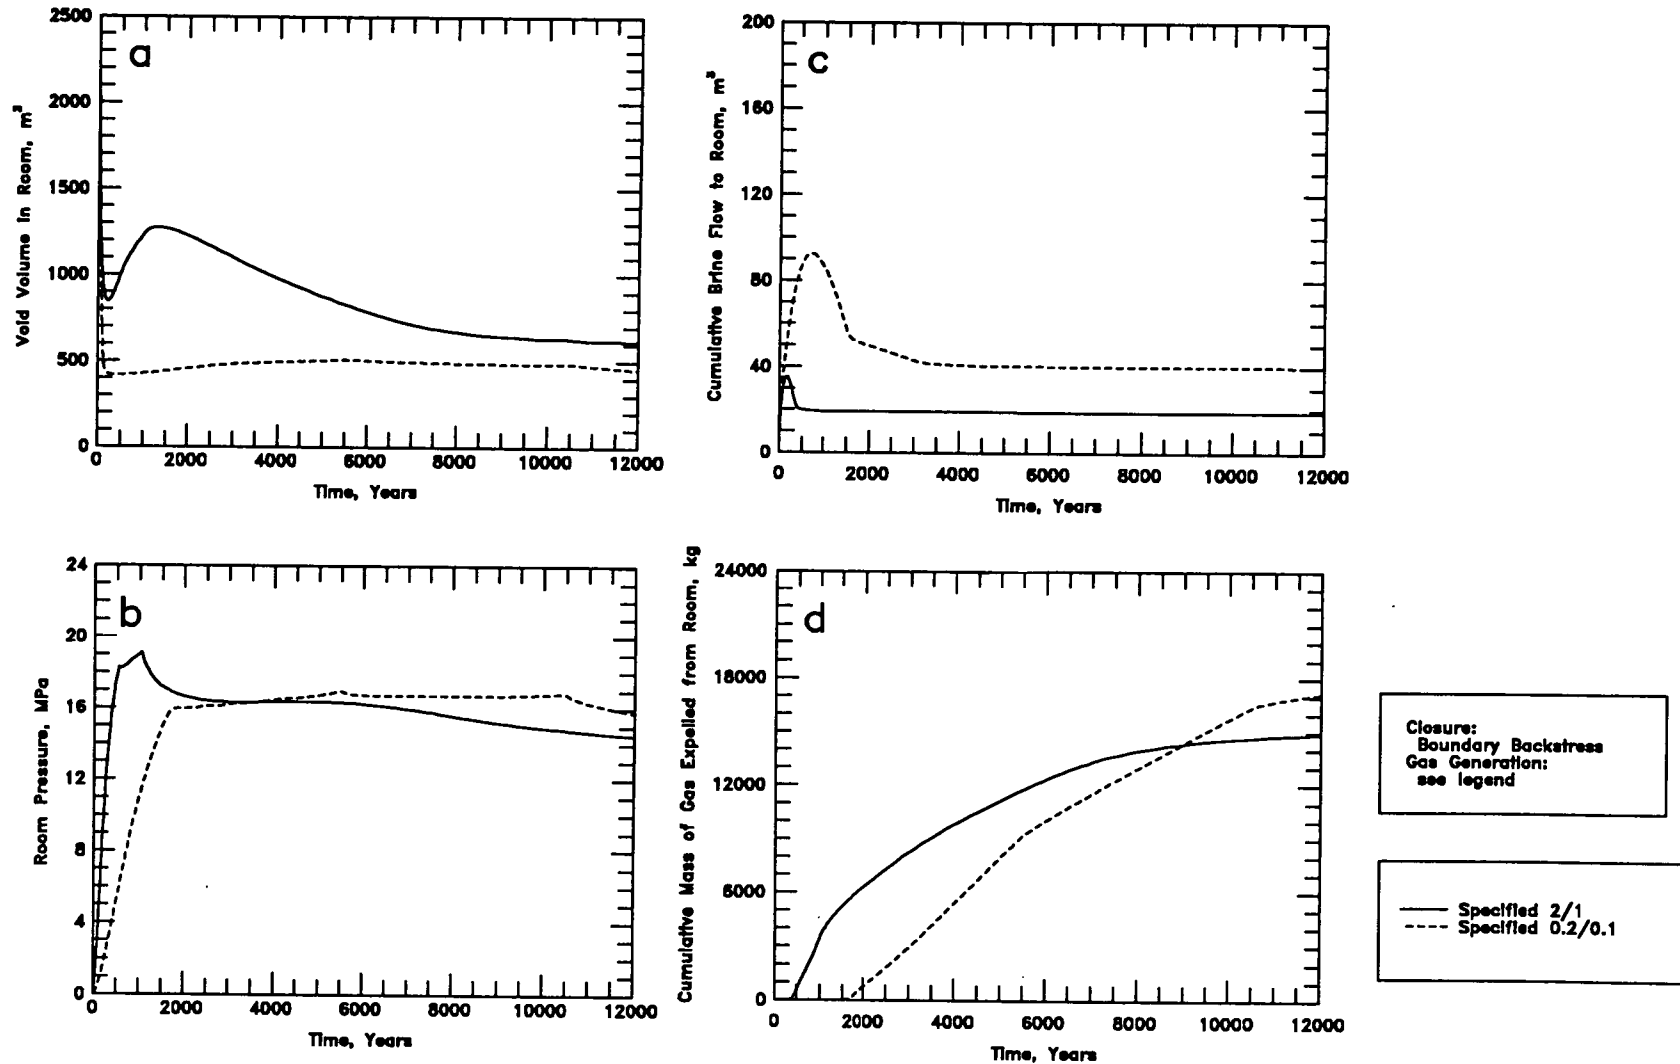 a
Void Volume in Room, m³
2500
2000
1500
1000
500
0
0 2000 4000 6000 8000 10000 12000
Time, Years
c
Cumulative Brine Flow to Room, m³
200
160
120
80
40
0
0 2000 4000 6000 8000 10000 12000
Time, Years
b
Room Pressure, MPa
24
20
16
12
8
4
0
0 2000 4000 6000 8000 10000 12000
Time, Years
d
Cumulative Mass of Gas Expelled from Room, kg
24000
18000
12000
6000
0
0 2000 4000 6000 8000 10000 12000
Time, Years
Closure:
Boundary Backstress
Gas Generation:
see legend
Specified 2/1
Specified 0.2/0.1